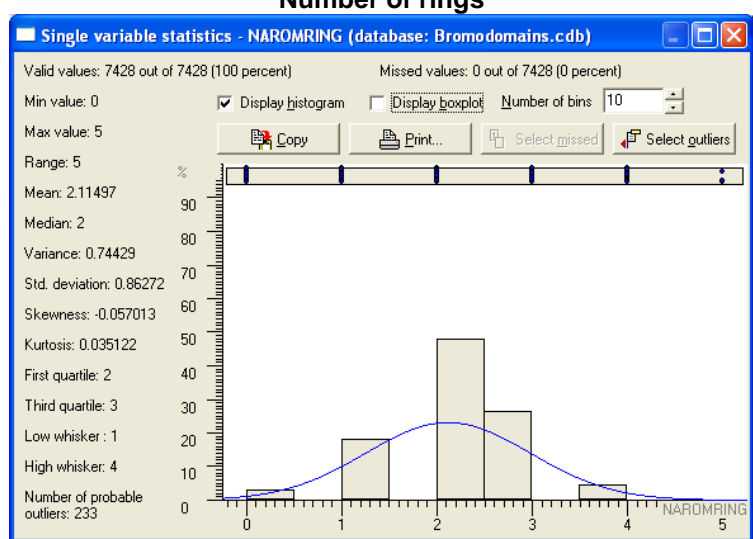 Number of rings
Single variable statistics - NAROMRING (database: Bromodomains.cdb)
Valid values: 7428 out of 7428 (100 percent)
Missed values: 0 out of 7428 (0 percent)
Min value: 0
Display histogram
Display boxplot
Number of bins 10
Max value: 5
Copy
Print...
Select missed
Select outliers
Range: 5
Mean: 2.11497
Median: 2
Variance: 0.74429
Std. deviation: 0.86272
Skewness: -0.057013
Kurtosis: 0.035122
First quartile: 2
Third quartile: 3
Low whisker : 1
High whisker: 4
Number of probable
outliers: 233
%
90
80
70
60
50
40
30
20
10
0
NAROMRING
0 1 2 3 4 5